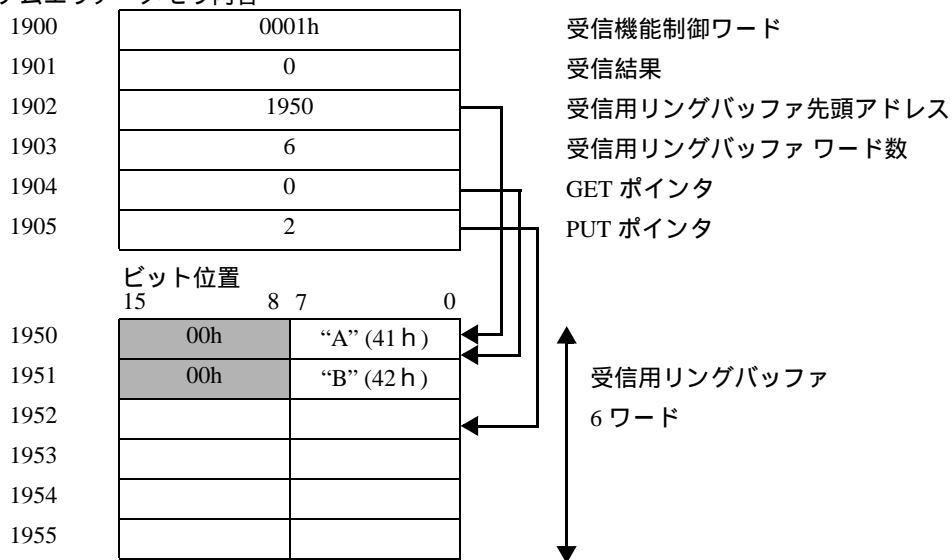 1900 0001h 受信機能制御ワード
1901 0 受信結果
1902 1950 受信用リングバッファ先頭アドレス
1903 6 受信用リングバッファ ワード数
1904 0 GET ポインタ
1905 2 PUT ポインタ
ビット位置
15 8 7 0
1950 00h “A” (41ｈ)
1951 00h “B” (42ｈ) 受信用リングバッファ
1952 6 ワード
1953
1954
1955